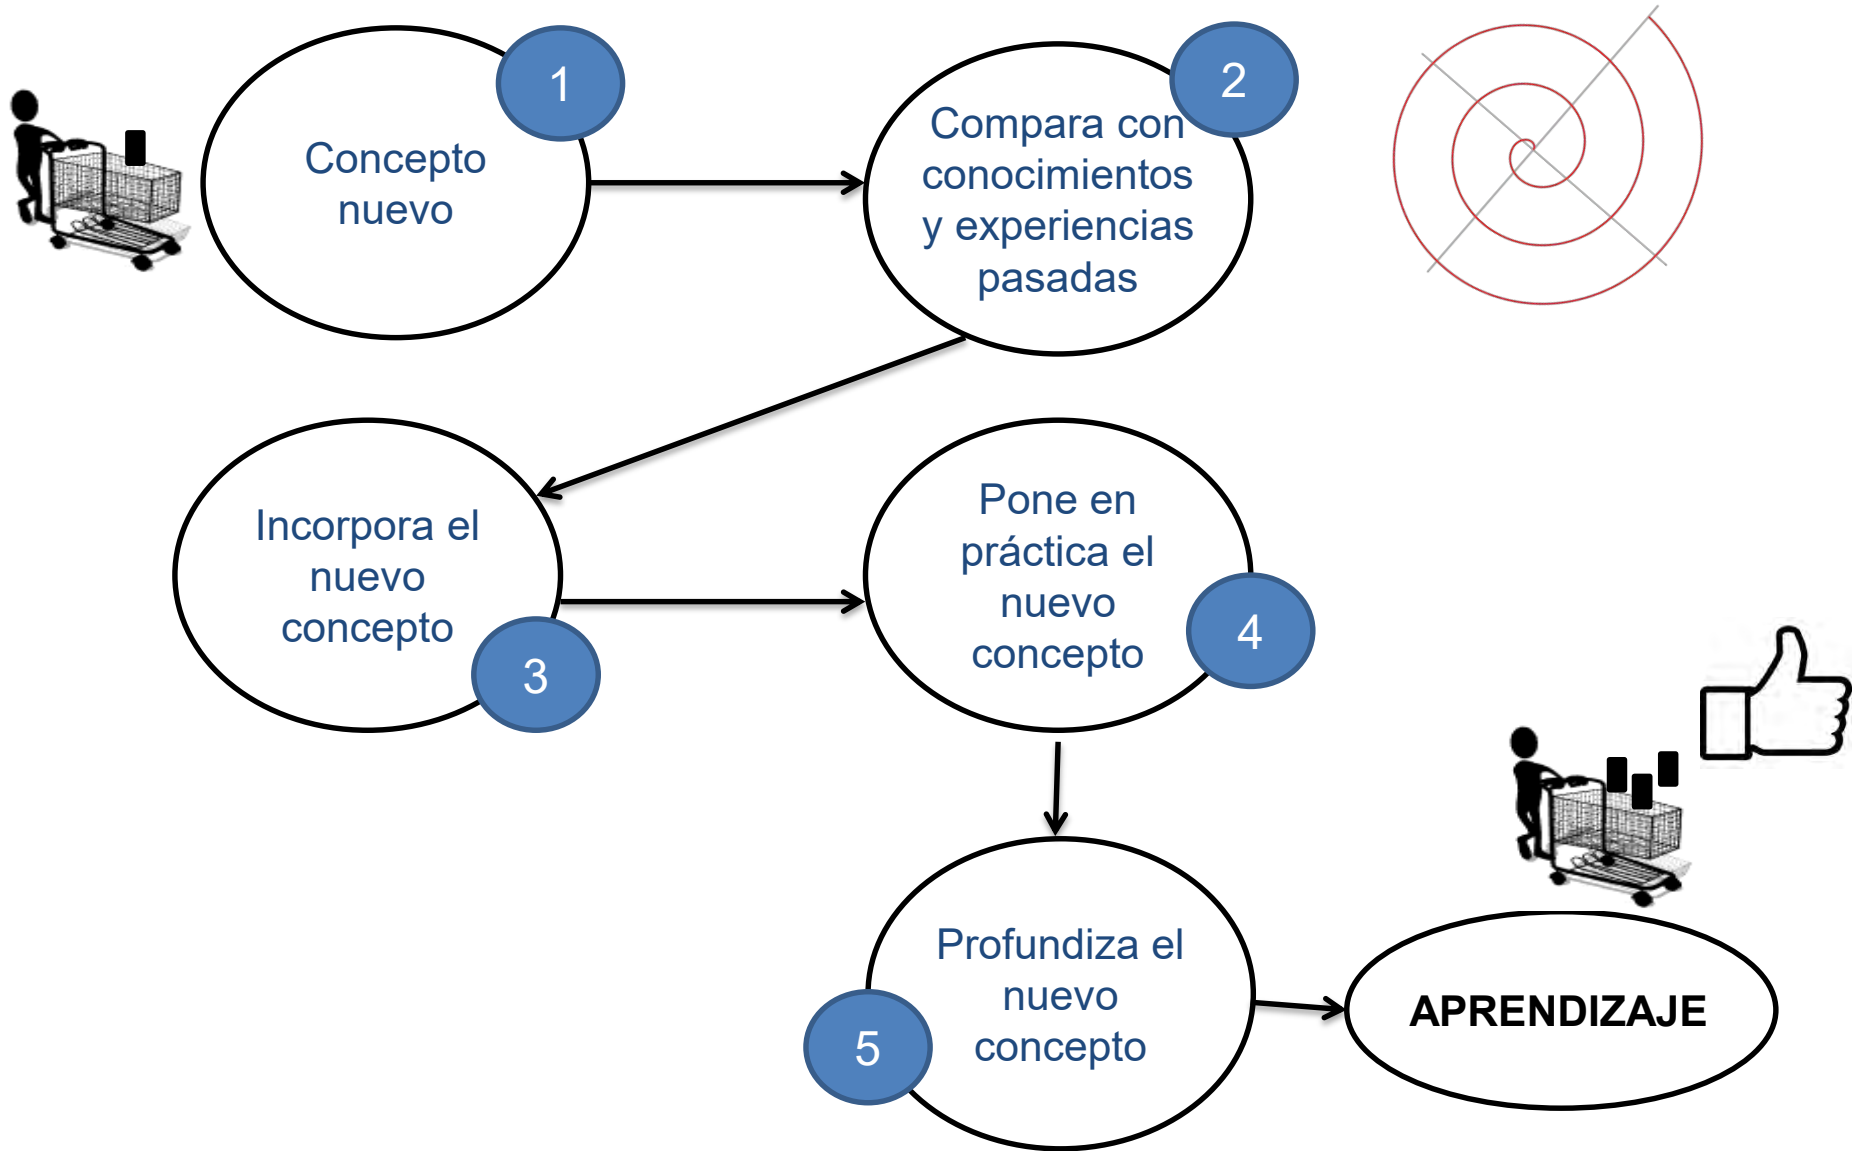 1
Concepto
nuevo
2
Compara con
conocimientos
y experiencias
pasadas
Incorpora el
nuevo
concepto
3
Pone en
práctica el
nuevo
concepto
4
Profundiza el
nuevo
concepto
5
APRENDIZAJE